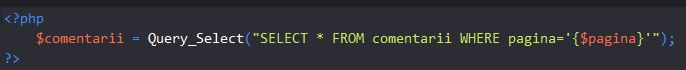 <?php
$comentarii = Query_Select("SELECT * FROM comentarii WHERE pagina='{$pagina}'");
?>